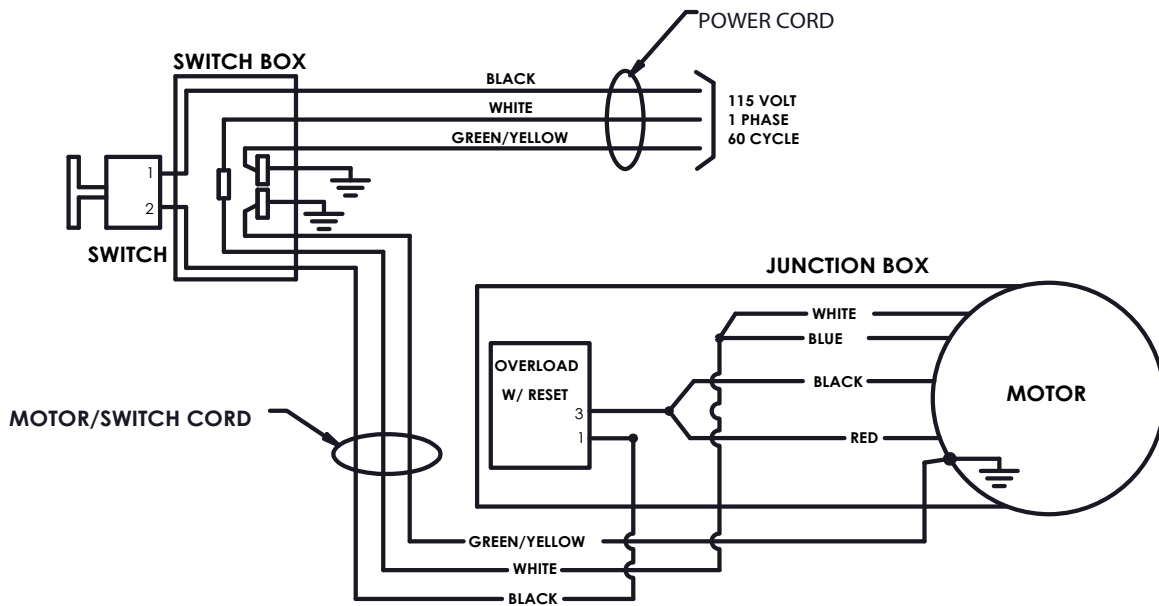 POWER CORD
SWITCH BOX
BLACK
WHITE
GREEN/YELLOW
115 VOLT
1 PHASE
60 CYCLE
1
2
SWITCH
JUNCTION BOX
WHITE
BLUE
OVERLOAD
W/ RESET
3
1
BLACK
RED
MOTOR
MOTOR/SWITCH CORD
GREEN/YELLOW
WHITE
BLACK